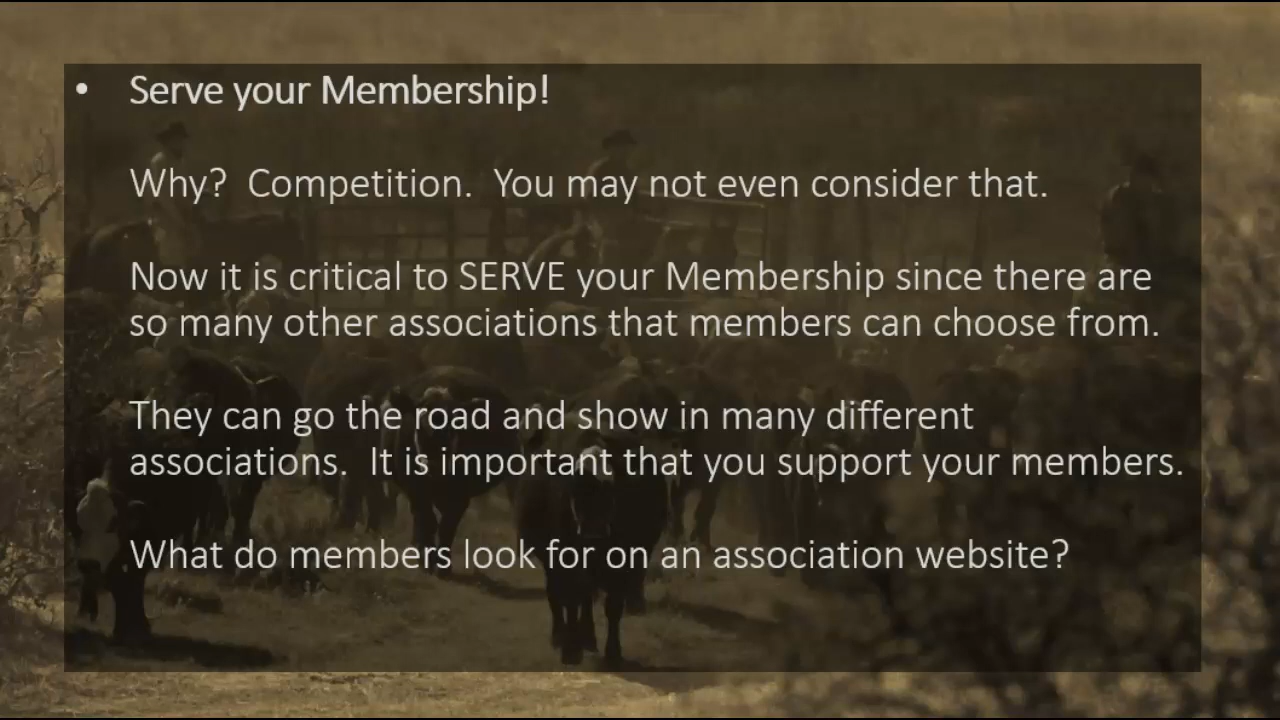 • Serve your Membership!
Why?  Competition.  You may not even consider that.
Now it is critical to SERVE your Membership since there are
so many other associations that members can choose from.
They can go the road and show in many different
associations.  It is important that you support your members.
What do members look for on an association website?